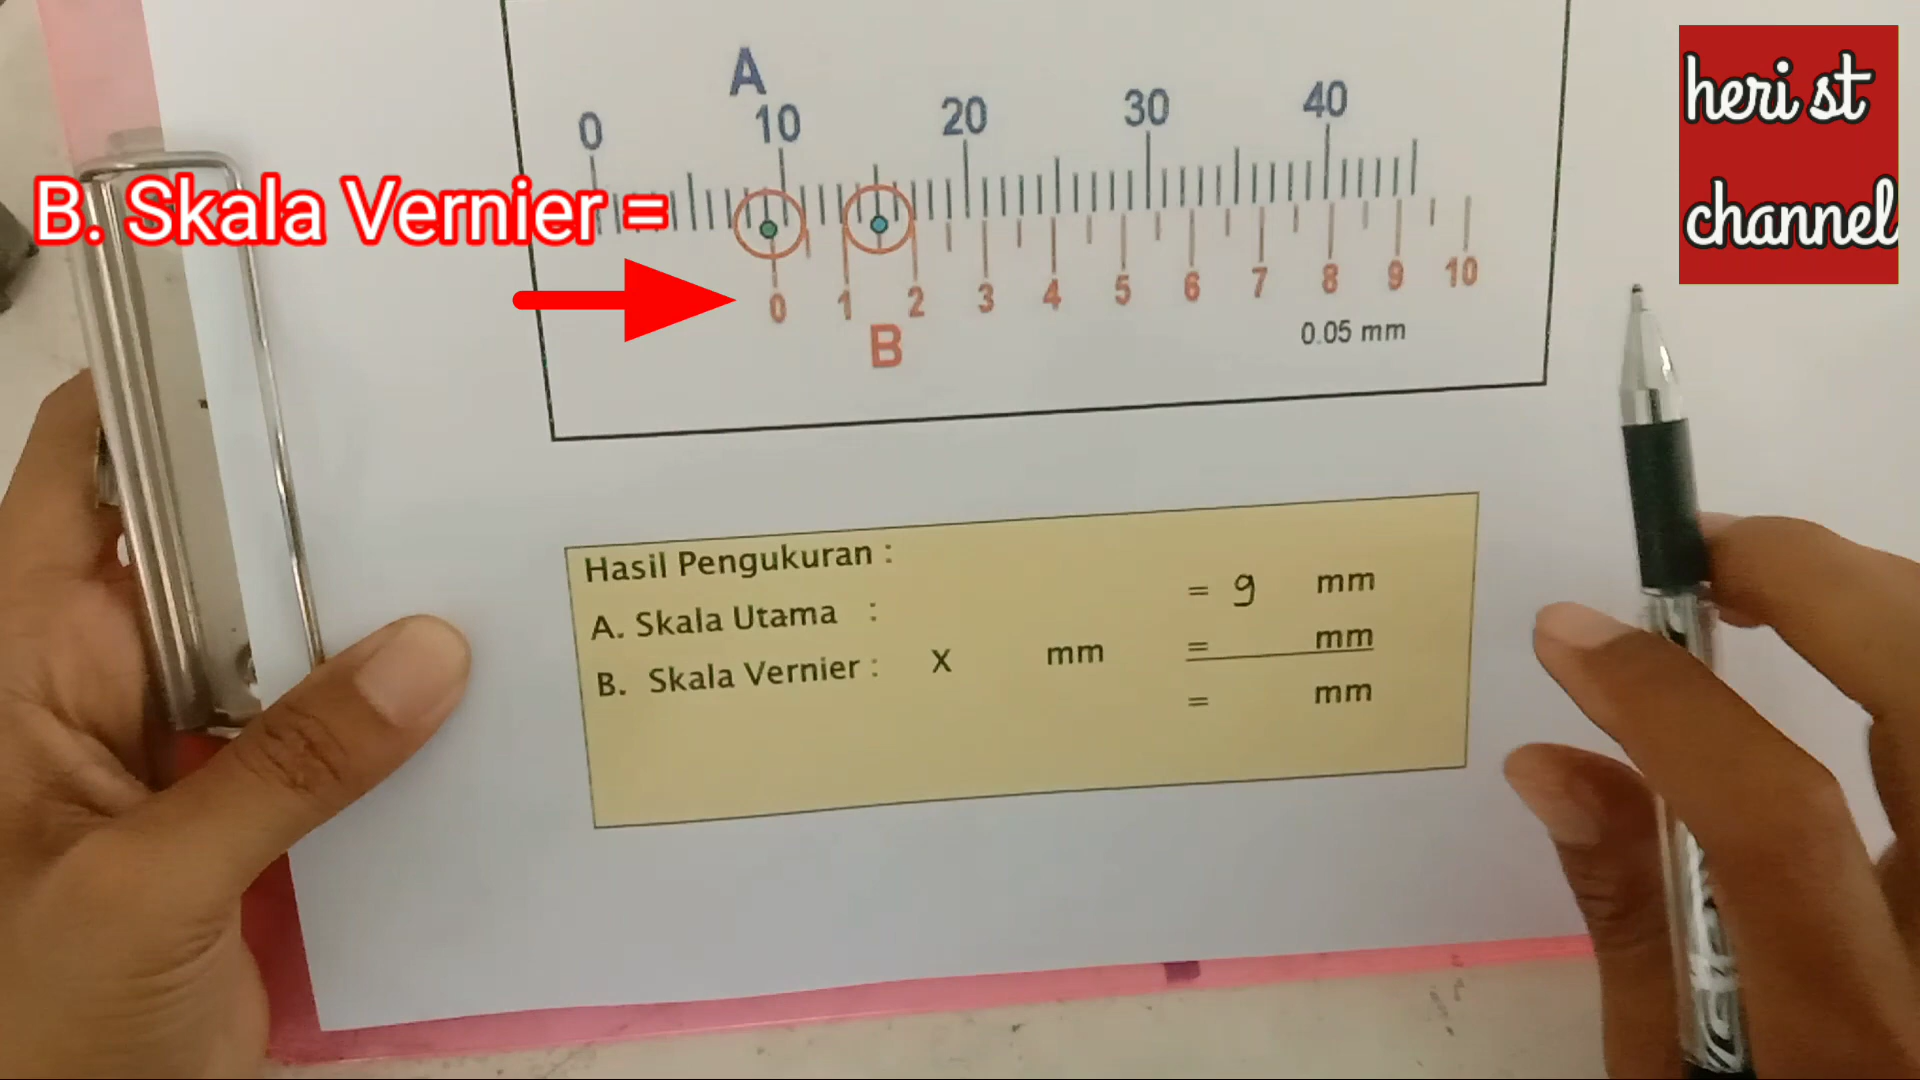 heri st
channel
A
0 10 20 30 40
B. Skala Vernier =
0 1 2 3 4 5 6 7 8 9 10
B
0.05 mm
Hasil Pengukuran :
A. Skala Utama : = 9 mm
B. Skala Vernier : X mm = mm
= mm